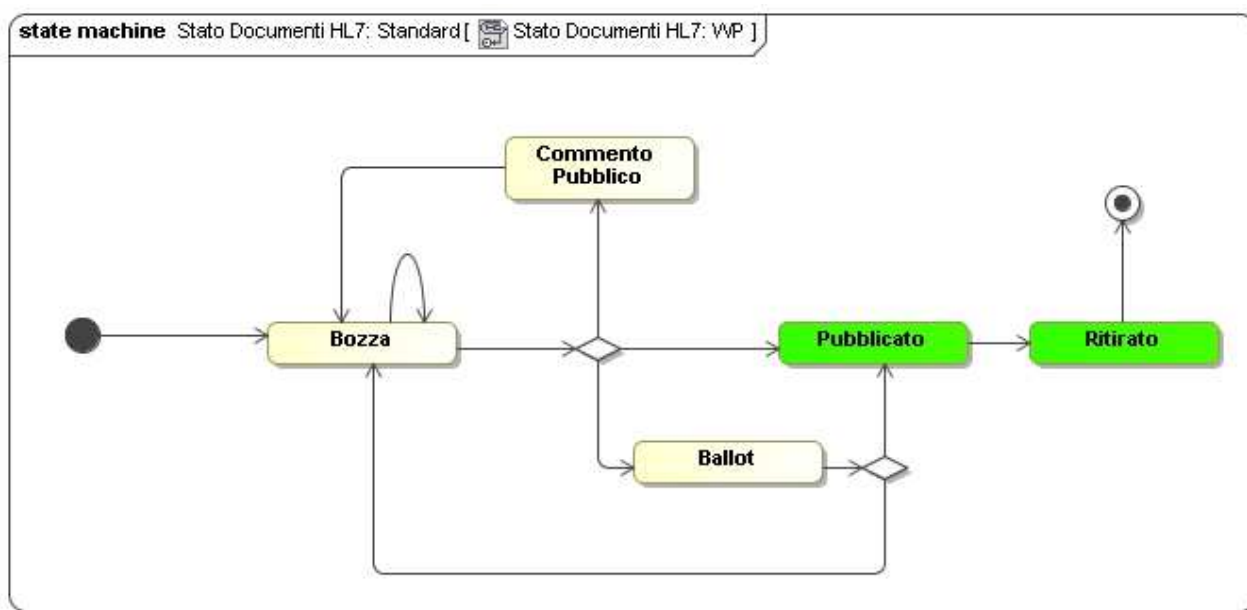 state machine Stato Documenti HL7: Standard [ Stato Documenti HL7: WP ]
Commento
Pubblico
Bozza
Pubblicato
Ritirato
Ballot